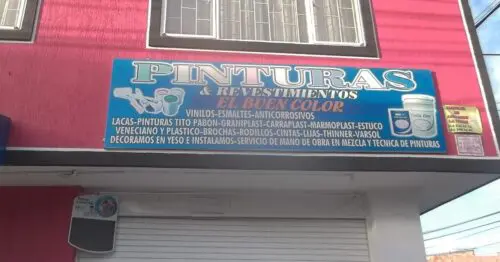 PINTURAS
& REVESTIMIENTOS
EL BUEN COLOR
VINILOS-ESMALTES-ANTICORROSIVOS
LACAS-PINTURAS TITO PABON-GRANIPLAST-CARRAPLAST-MARMOPLAST-ESTUCO
VENECIANO Y PLASTICO-BROCHAS-RODILLOS-CINTAS-LIJAS-THINNER-VARSOL
DECORAMOS EN YESO E INSTALAMOS-SERVICIO DE MANO DE OBRA EN MEZCLA Y TECNICA DE PINTURAS